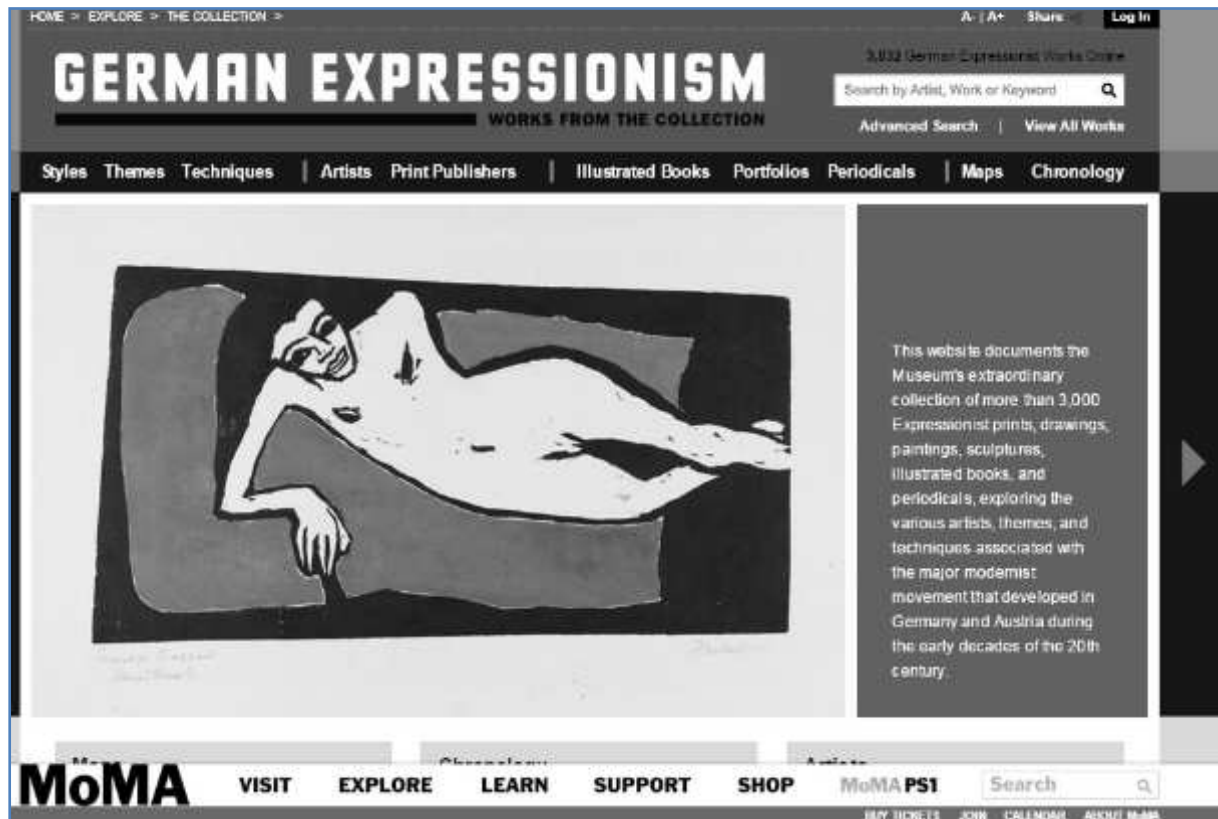 HOME > EXPLORE > THE COLLECTION >
A- | A+ Share Log In
GERMAN EXPRESSIONISM
WORKS FROM THE COLLECTION
3,032 German Expressionist Works Online
Search by Artist, Work or Keyword
Advanced Search | View All Works
Styles Themes Techniques | Artists Print Publishers | Illustrated Books Portfolios Periodicals | Maps Chronology
This website documents the
Museum's extraordinary
collection of more than 3,000
Expressionist prints, drawings,
paintings, sculptures,
illustrated books, and
periodicals, exploring the
various artists, themes, and
techniques associated with
the major modernist
movement that developed in
Germany and Austria during
the early decades of the 20th
century.
Chronology
Artists
MoMA VISIT EXPLORE LEARN SUPPORT SHOP MoMA PS1 Search
BUY TICKETS JOIN CALENDAR ABOUT MoMA